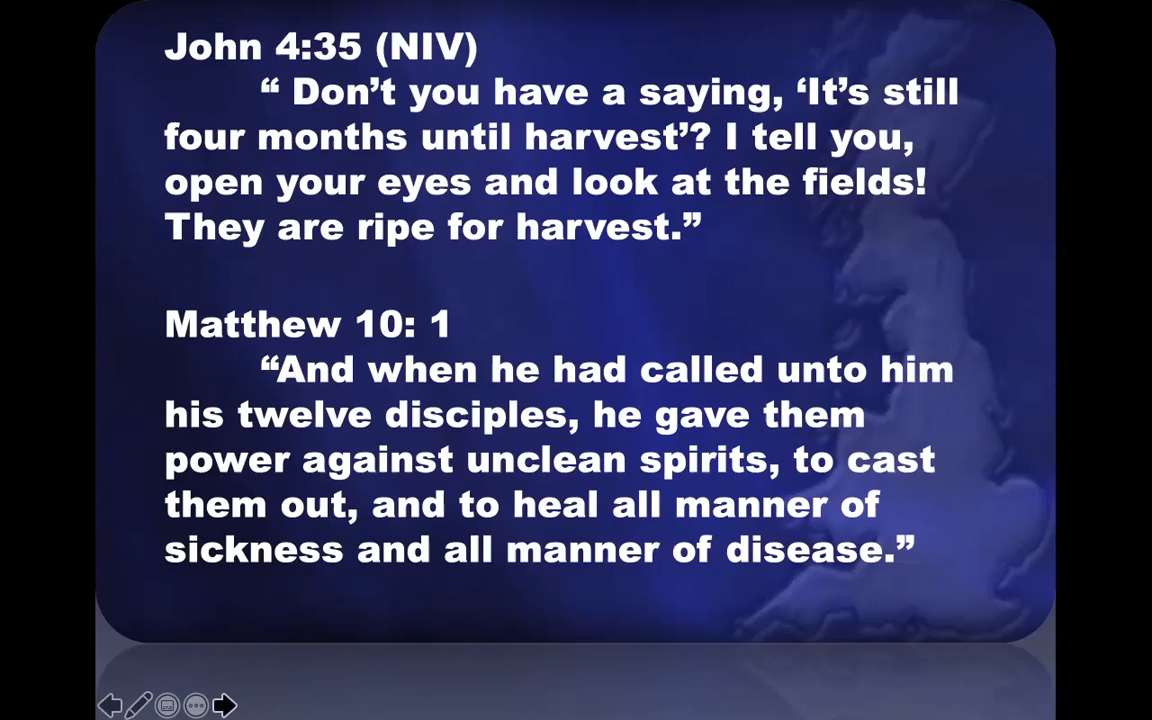 John 4:35 (NIV)
“ Don’t you have a saying, ‘It’s still
four months until harvest’? I tell you,
open your eyes and look at the fields!
They are ripe for harvest.”
Matthew 10: 1
“And when he had called unto him
his twelve disciples, he gave them
power against unclean spirits, to cast
them out, and to heal all manner of
sickness and all manner of disease.”